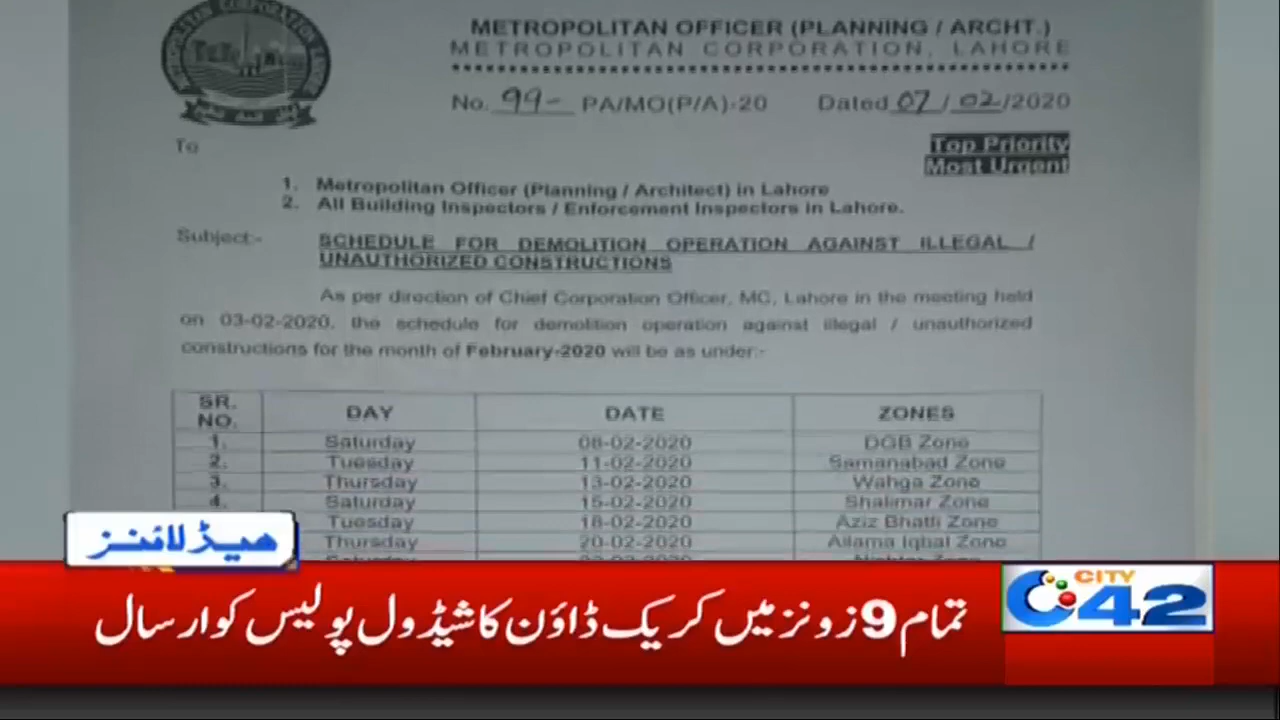 METROPOLITAN CORPORATION LAHORE
METROPOLITAN OFFICER (PLANNING / ARCHT.)
METROPOLITAN CORPORATION, LAHORE
No. 99- PA/MO(P/A)-20 Dated 07/02/2020
Top Priority
Most Urgent
To
1. Metropolitan Officer (Planning / Architect) in Lahore
2. All Building Inspectors / Enforcement Inspectors in Lahore.
Subject:- SCHEDULE FOR DEMOLITION OPERATION AGAINST ILLEGAL /
UNAUTHORIZED CONSTRUCTIONS
As per direction of Chief Corporation Officer, MC, Lahore in the meeting held
on 03-02-2020, the schedule for demolition operation against illegal / unauthorized
constructions for the month of February-2020 will be as under:-
SR. NO. DAY DATE ZONES
1. Saturday 08-02-2020 DGB Zone
2. Tuesday 11-02-2020 Samanabad Zone
3. Thursday 13-02-2020 Wahga Zone
4. Saturday 15-02-2020 Shalimar Zone
Tuesday 18-02-2020 Aziz Bhatti Zone
Thursday 20-02-2020 Allama Iqbal Zone
ہیڈ لائنز
CITY 42
تمام 9 زونز میں کریک ڈاؤن کا شیڈول پولیس کو ارسال